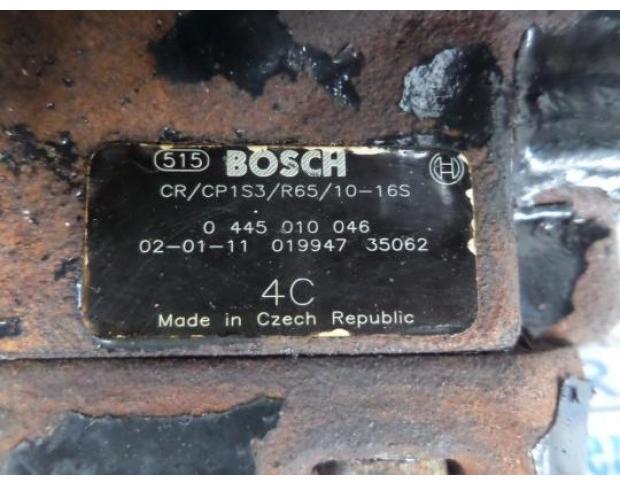 515 BOSCH
CR/CP1S3/R65/10-16S
0 445 010 046
02-01-11 019947 35062
4C
Made in Czech Republic